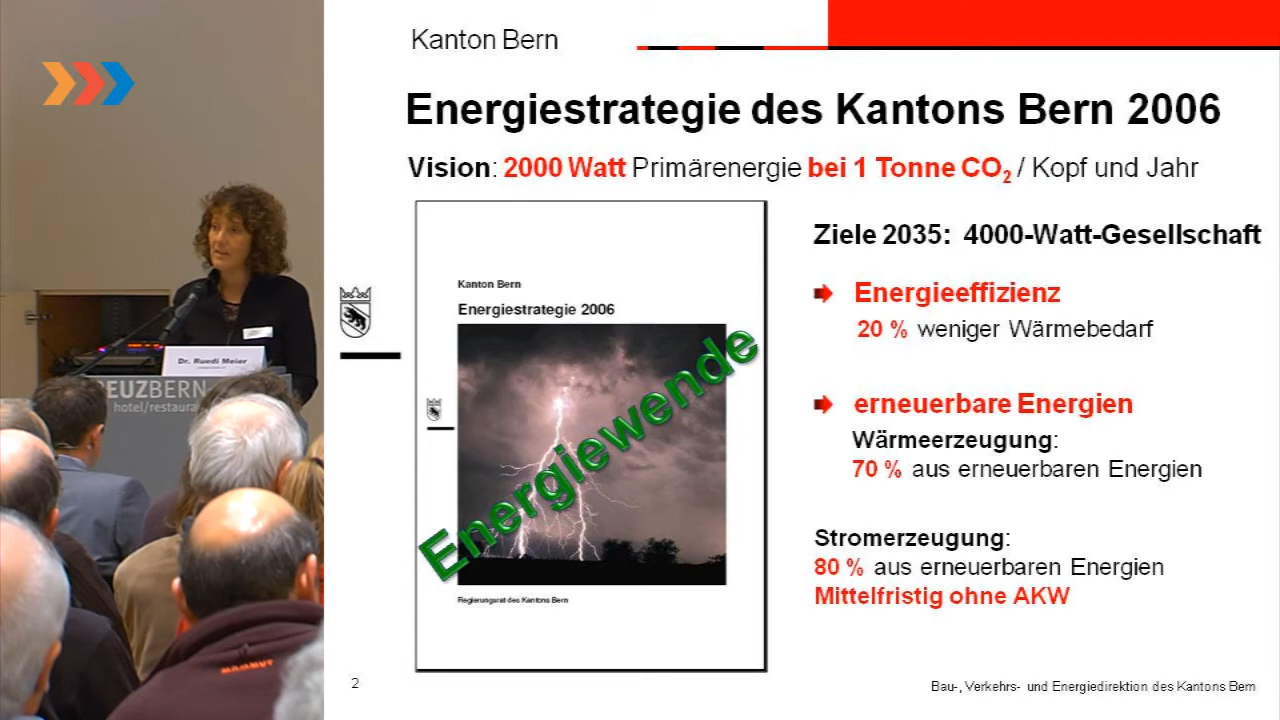 Kanton Bern
Energiestrategie des Kantons Bern 2006
Vision: 2000 Watt Primärenergie bei 1 Tonne CO₂ / Kopf und Jahr
Kanton Bern
Energiestrategie 2006
Energiewende
Regierungsrat des Kantons Bern
Ziele 2035: 4000-Watt-Gesellschaft
Energieeffizienz
20 % weniger Wärmebedarf
erneuerbare Energien
Wärmeerzeugung:
70 % aus erneuerbaren Energien
Stromerzeugung:
80 % aus erneuerbaren Energien
Mittelfristig ohne AKW
2
Bau-, Verkehrs- und Energiedirektion des Kantons Bern
Dr. Ruedi Meier
EUZBERN
hotel/restaura
MAMMUT